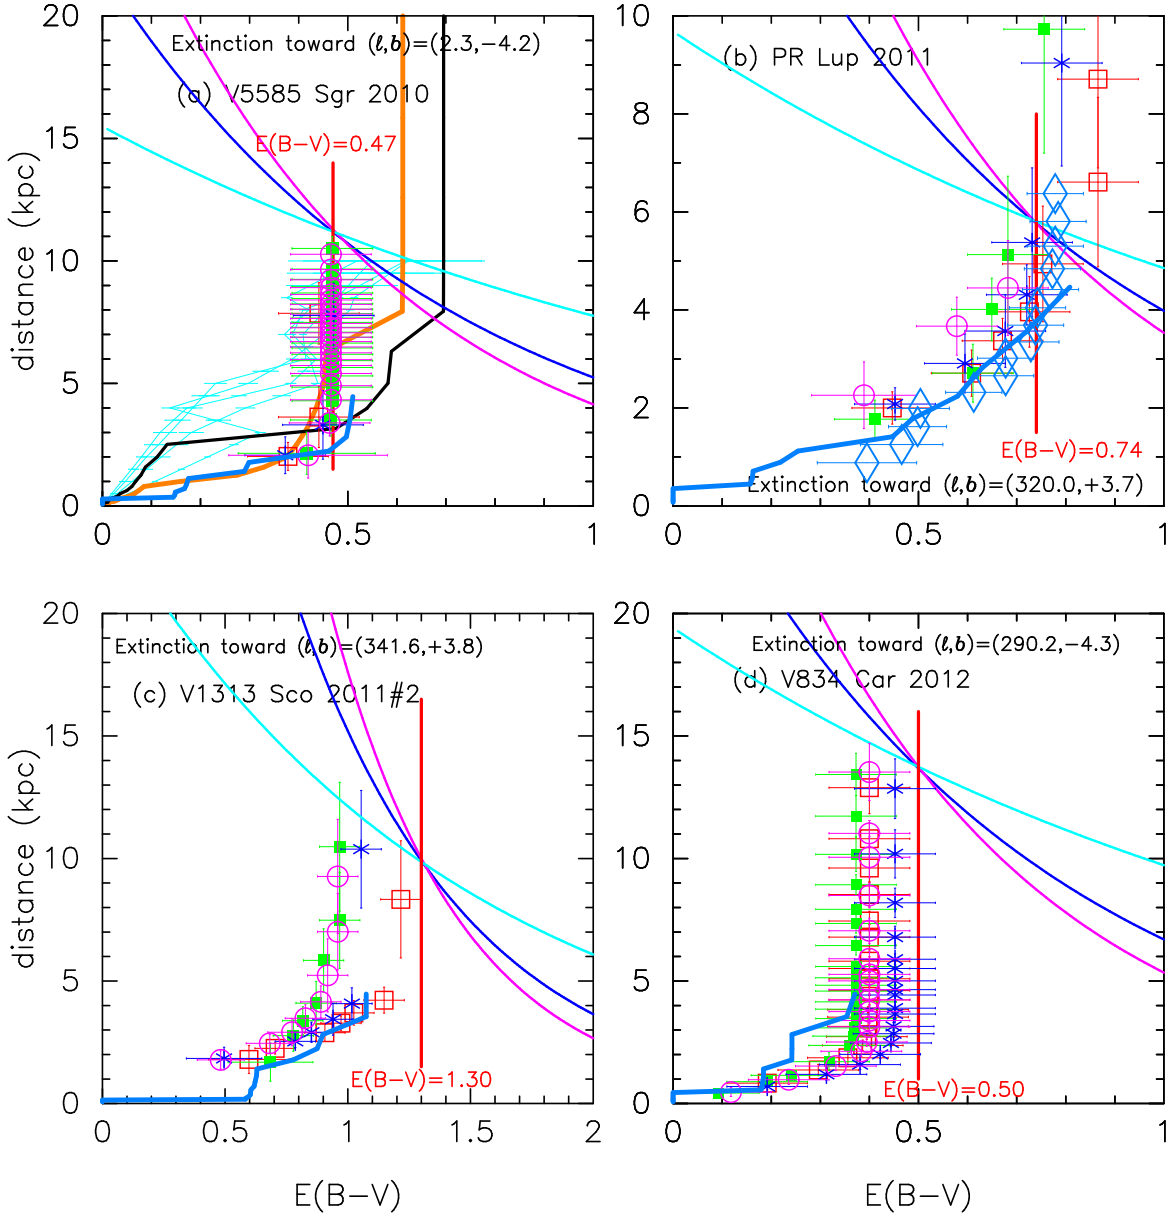 20
Extinction toward (ℓ,b)=(2.3,−4.2)
(a) V5585 Sgr 2010
15
E(B−V)=0.47
10
5
0
0 0.5 1
distance (kpc)
10
(b) PR Lup 2011
8
6
4
2
E(B−V)=0.74
Extinction toward (ℓ,b)=(320.0,+3.7)
0
0 0.5 1
20
Extinction toward (ℓ,b)=(341.6,+3.8)
(c) V1313 Sco 2011#2
15
10
5
E(B−V)=1.30
0
0 0.5 1 1.5 2
distance (kpc)
E(B−V)
20
Extinction toward (ℓ,b)=(290.2,−4.3)
(d) V834 Car 2012
15
10
5
E(B−V)=0.50
0
0 0.5 1
E(B−V)